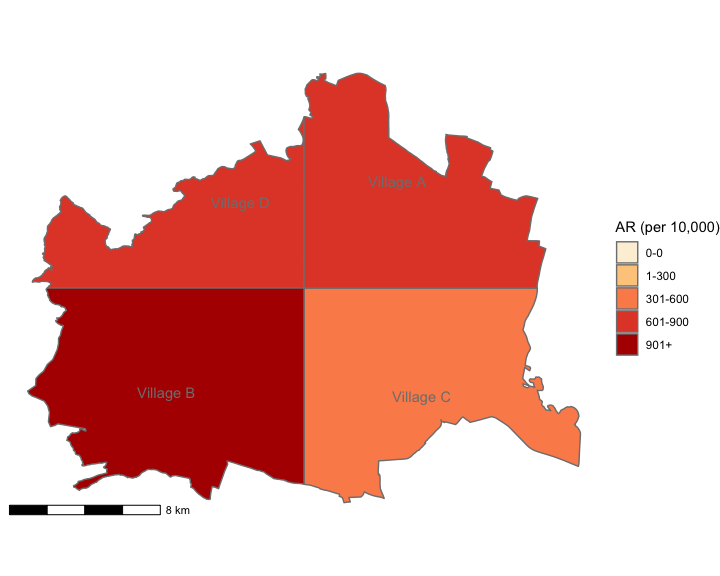 Village A
Village D
Village B
Village C
AR (per 10,000)
0-0
1-300
301-600
601-900
901+
8 km